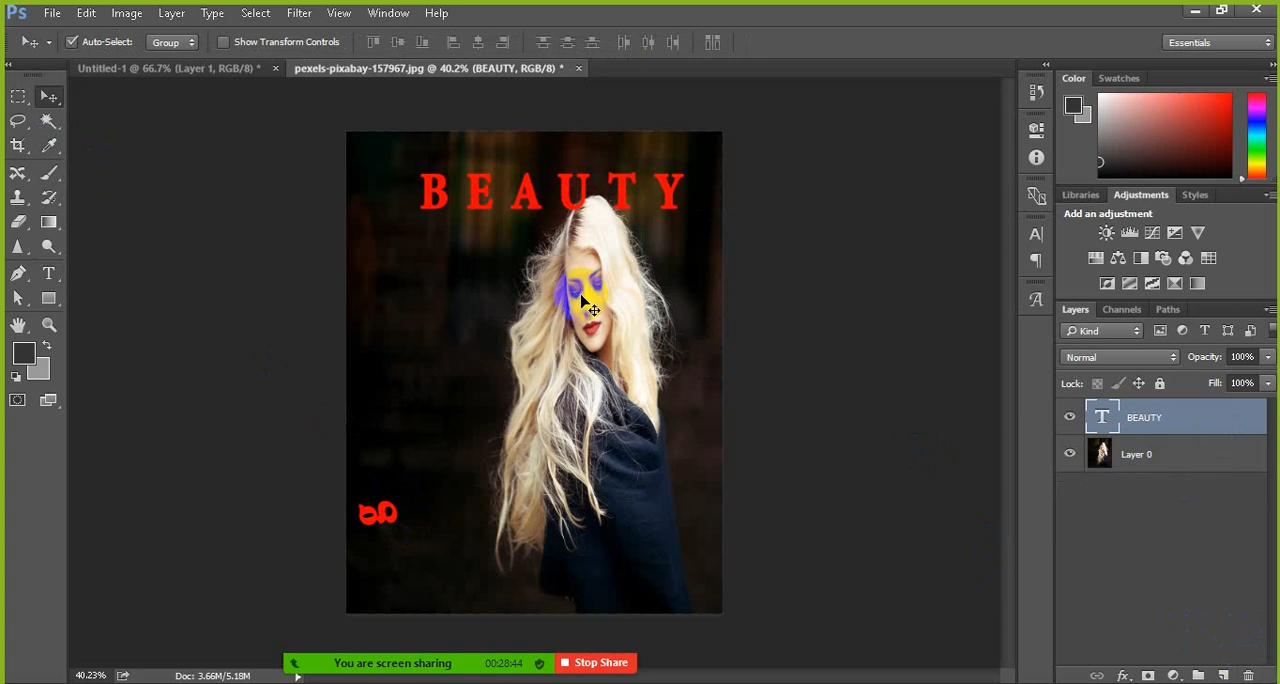 Ps File Edit Image Layer Type Select Filter View Window Help
Auto-Select: Group Show Transform Controls Essentials
Untitled-1 @ 66.7% (Layer 1, RGB/8) * × pexels-pixabay-157967.jpg @ 40.2% (BEAUTY, RGB/8) * ×
Color Swatches
Libraries Adjustments Styles
Add an adjustment
BEAUTY
Layers Channels Paths
Kind
Normal Opacity: 100%
Lock: Fill: 100%
BEAUTY
Layer 0
You are screen sharing 00:28:44 Stop Share
40.23% Doc: 3.66M/5.18M